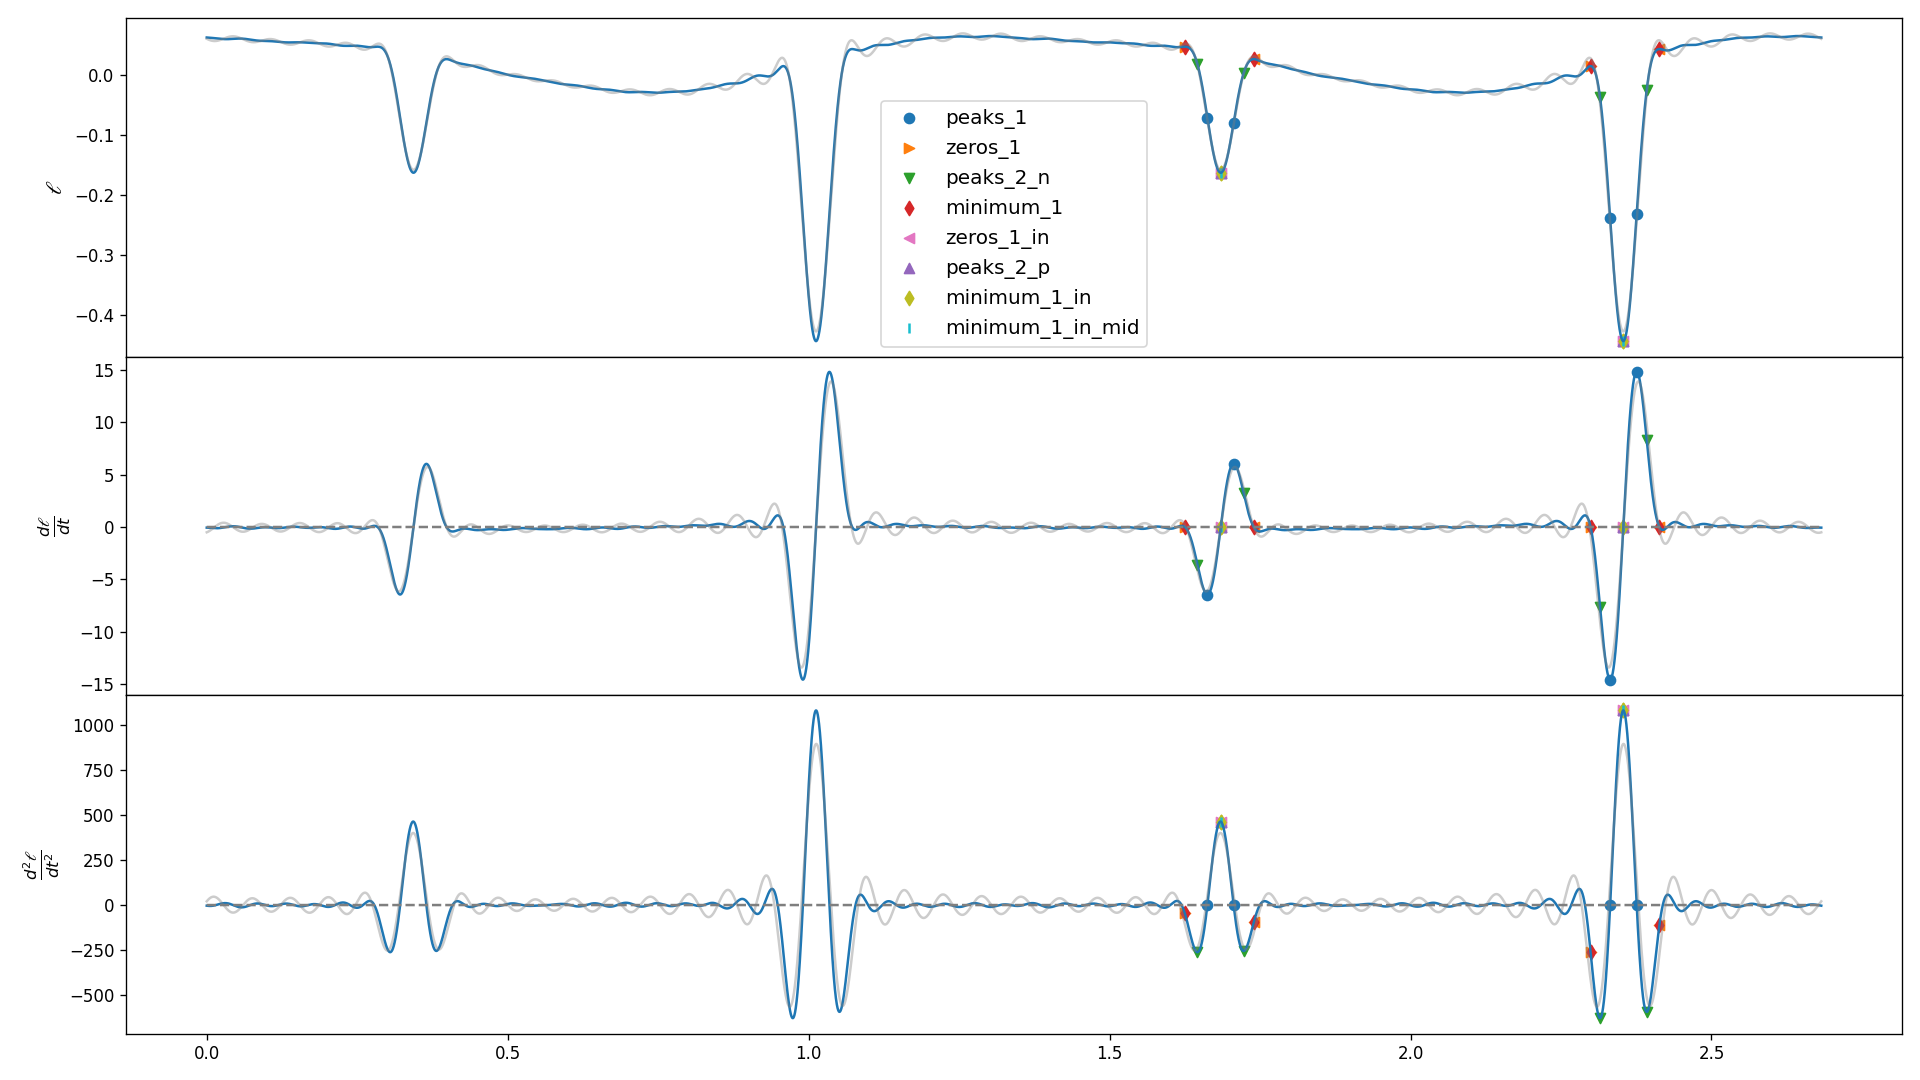 0.0
−0.1
−0.2
−0.3
−0.4
ℓ
peaks_1
zeros_1
peaks_2_n
minimum_1
zeros_1_in
peaks_2_p
minimum_1_in
minimum_1_in_mid
15
10
5
0
−5
−10
−15
dℓ
dt
1000
750
500
250
0
−250
−500
d²ℓ
dt²
0.0 0.5 1.0 1.5 2.0 2.5